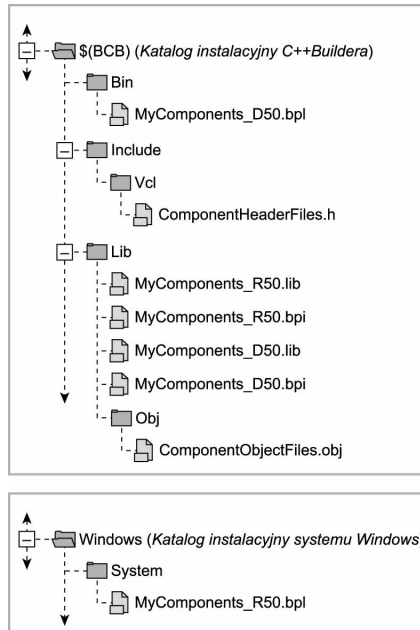 $(BCB) (Katalog instalacyjny C++Buildera)
Bin
MyComponents_D50.bpl
Include
Vcl
ComponentHeaderFiles.h
Lib
MyComponents_R50.lib
MyComponents_R50.bpi
MyComponents_D50.lib
MyComponents_D50.bpi
Obj
ComponentObjectFiles.obj
Windows (Katalog instalacyjny systemu Windows
System
MyComponents_R50.bpl